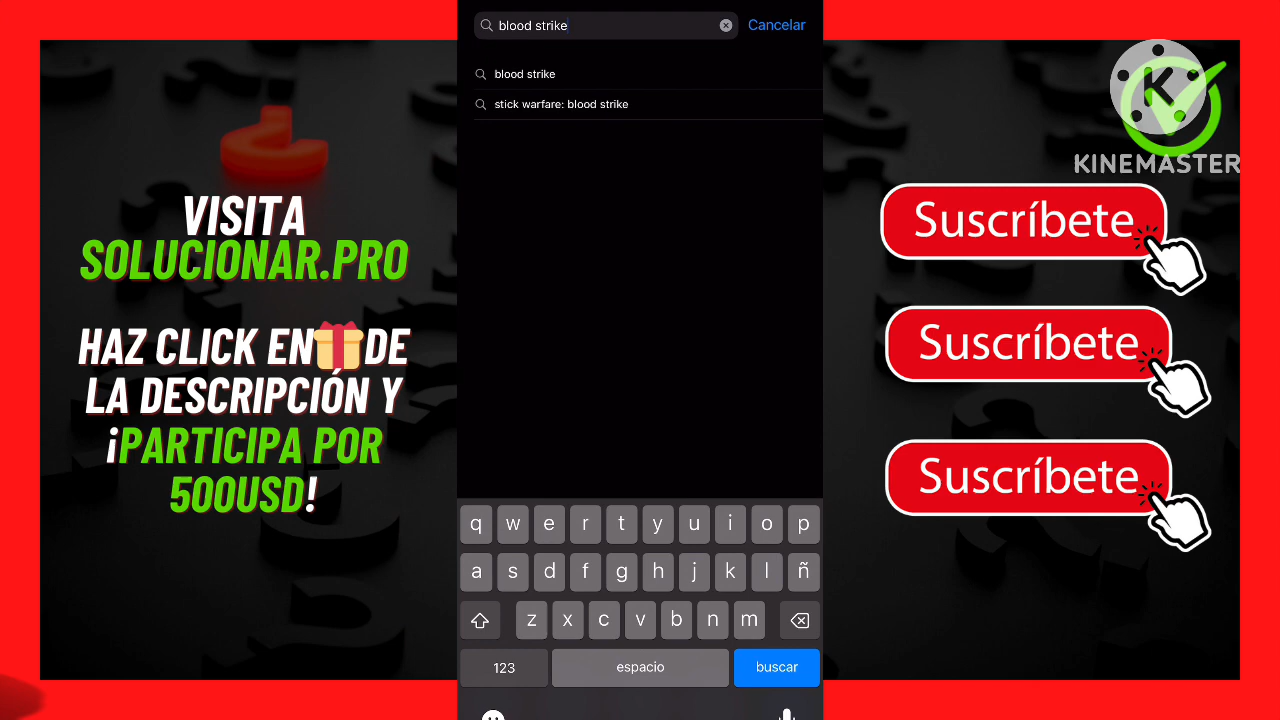 blood strike
Cancelar
blood strike
stick warfare: blood strike
VISITA
SOLUCIONAR.PRO
HAZ CLICK EN🎁DE
LA DESCRIPCIÓN Y
¡PARTICIPA POR
500USD!
K
KINEMASTER
Suscríbete
Suscríbete
Suscríbete
q w e r t y u i o p
a s d f g h j k l ñ
z x c v b n m
123 espacio buscar